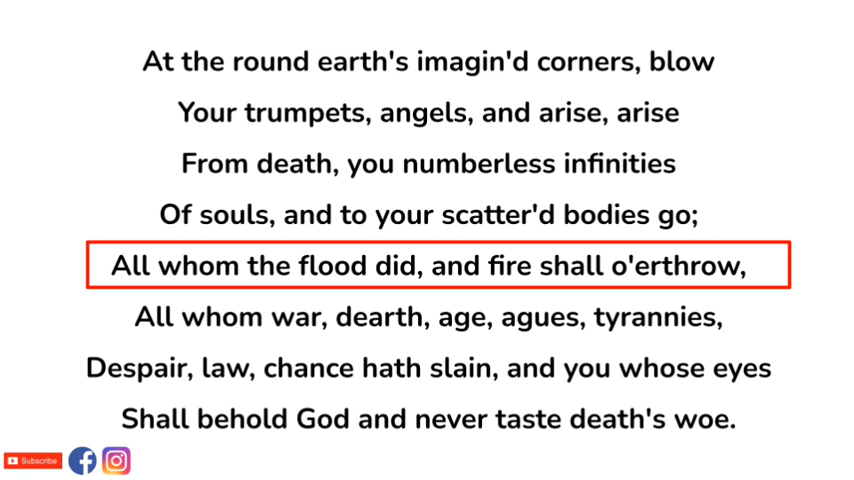 At the round earth's imagin'd corners, blow
Your trumpets, angels, and arise, arise
From death, you numberless infinities
Of souls, and to your scatter'd bodies go;
All whom the flood did, and fire shall o'erthrow,
All whom war, dearth, age, agues, tyrannies,
Despair, law, chance hath slain, and you whose eyes
Shall behold God and never taste death's woe.
Subscribe